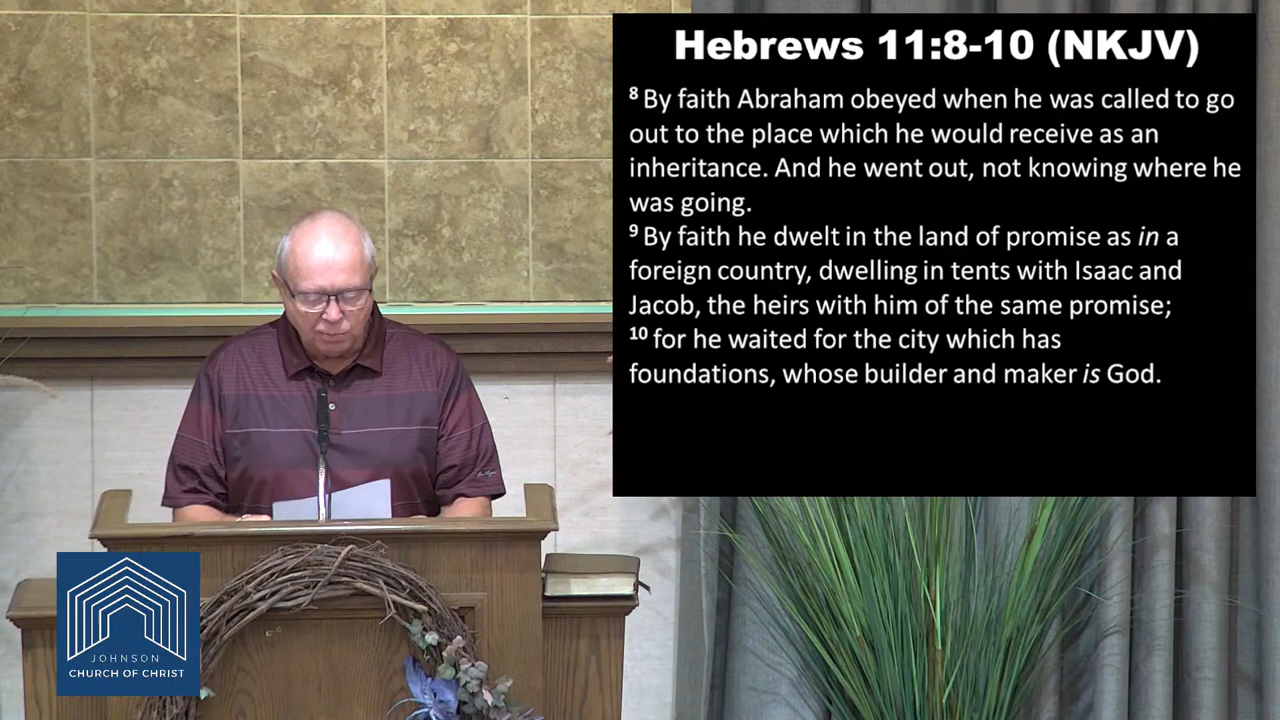 Hebrews 11:8-10 (NKJV)
8 By faith Abraham obeyed when he was called to go
out to the place which he would receive as an
inheritance. And he went out, not knowing where he
was going.
9 By faith he dwelt in the land of promise as in a
foreign country, dwelling in tents with Isaac and
Jacob, the heirs with him of the same promise;
10 for he waited for the city which has
foundations, whose builder and maker is God.
JOHNSON
CHURCH OF CHRIST